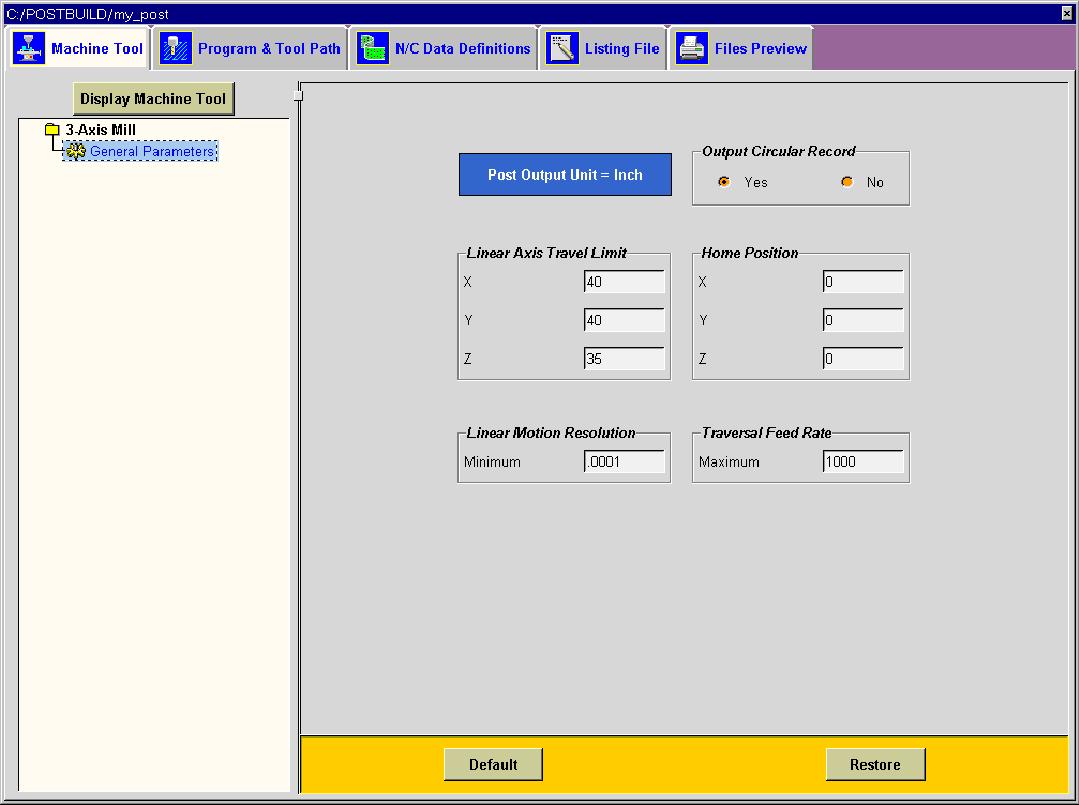 C:/POSTBUILD/my_post
Machine Tool
Program & Tool Path
N/C Data Definitions
Listing File
Files Preview
Display Machine Tool
3-Axis Mill
General Parameters
Post Output Unit = Inch
Output Circular Record
Yes
No
Linear Axis Travel Limit
X 40
Y 40
Z 35
Home Position
X 0
Y 0
Z 0
Linear Motion Resolution
Minimum .0001
Traversal Feed Rate
Maximum 1000
Default
Restore